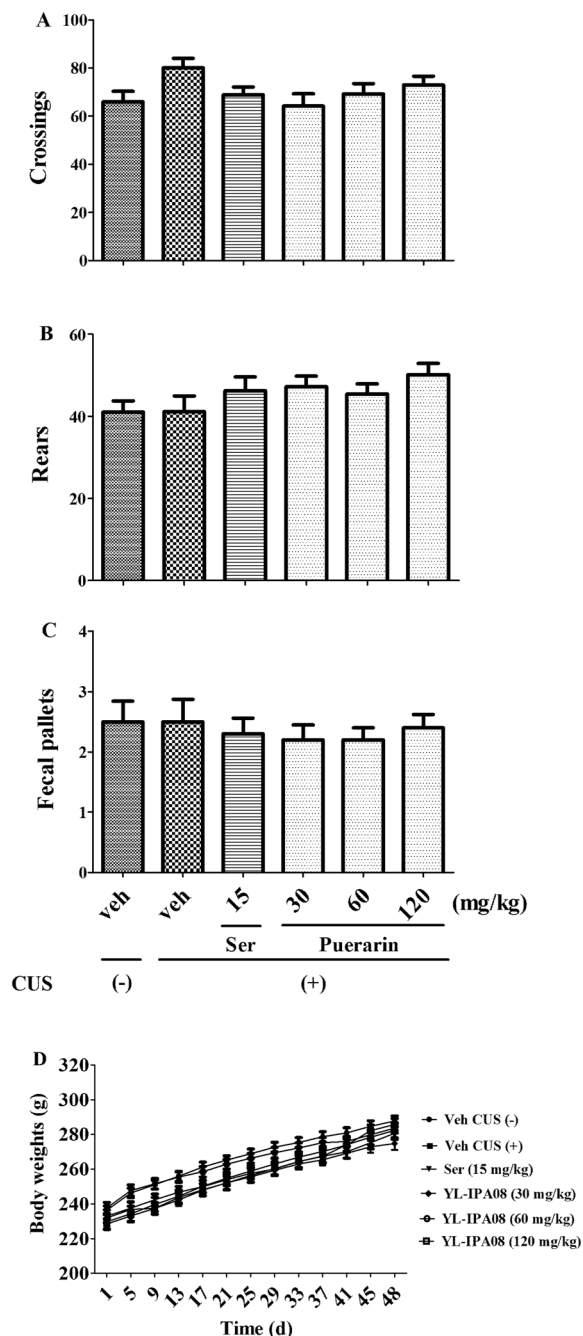 A
Crossings
100
80
60
40
20
0
B
Rears
60
40
20
0
C
Fecal pallets
4
3
2
1
0
veh veh 15 30 60 120 (mg/kg)
Ser Puerarin
CUS (-) (+)
D
Body weights (g)
320
300
280
260
240
220
200
1 5 9 13 17 21 25 29 33 37 41 45 48
Time (d)
Veh CUS (-)
Veh CUS (+)
Ser (15 mg/kg)
YL-IPA08 (30 mg/kg)
YL-IPA08 (60 mg/kg)
YL-IPA08 (120 mg/kg)